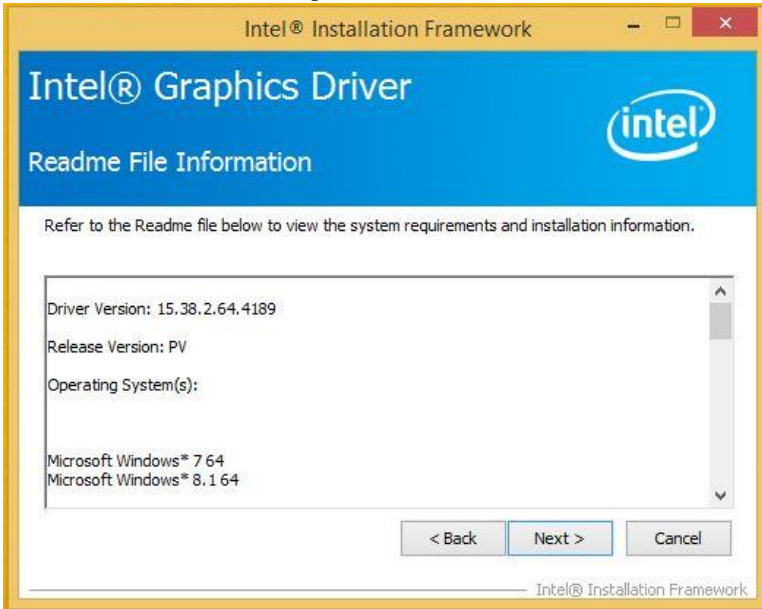 Intel® Installation Framework
Intel® Graphics Driver
intel®
Readme File Information
Refer to the Readme file below to view the system requirements and installation information.
Driver Version: 15.38.2.64.4189
Release Version: PV
Operating System(s):
Microsoft Windows* 7 64
Microsoft Windows* 8.1 64
< Back Next > Cancel
Intel® Installation Framework